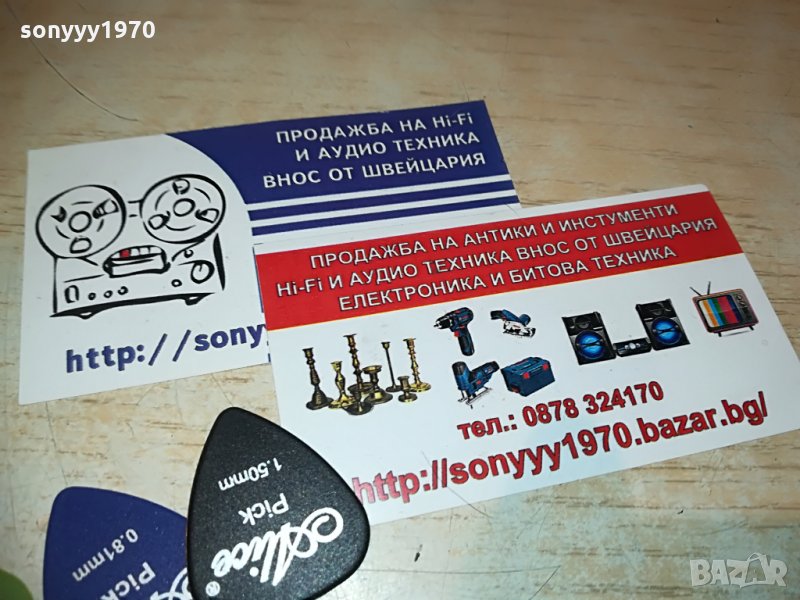 sonyyy1970
ПРОДАЖБА НА Hi-Fi
И АУДИО ТЕХНИКА
ВНОС ОТ ШВЕЙЦАРИЯ
http://sony
ПРОДАЖБА НА АНТИКИ И ИНСТУМЕНТИ
Hi-Fi И АУДИО ТЕХНИКА ВНОС ОТ ШВЕЙЦАРИЯ
ЕЛЕКТРОНИКА И БИТОВА ТЕХНИКА
тел.: 0878 324170
http://sonyyy1970.bazar.bg/
Alice ®
Pick
1.50mm
Pick
0.81mm
BAZAR